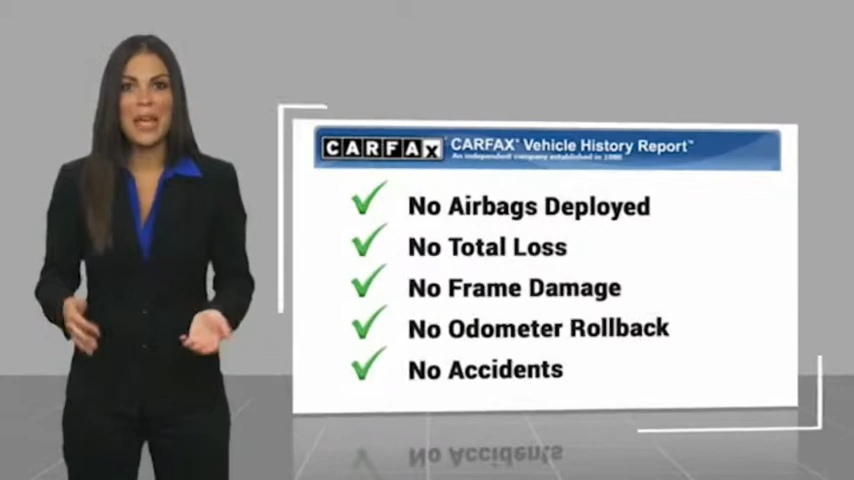 CARFAX CARFAX® Vehicle History Report™
An independent company established in 1986
No Airbags Deployed
No Total Loss
No Frame Damage
No Odometer Rollback
No Accidents
No Accidents